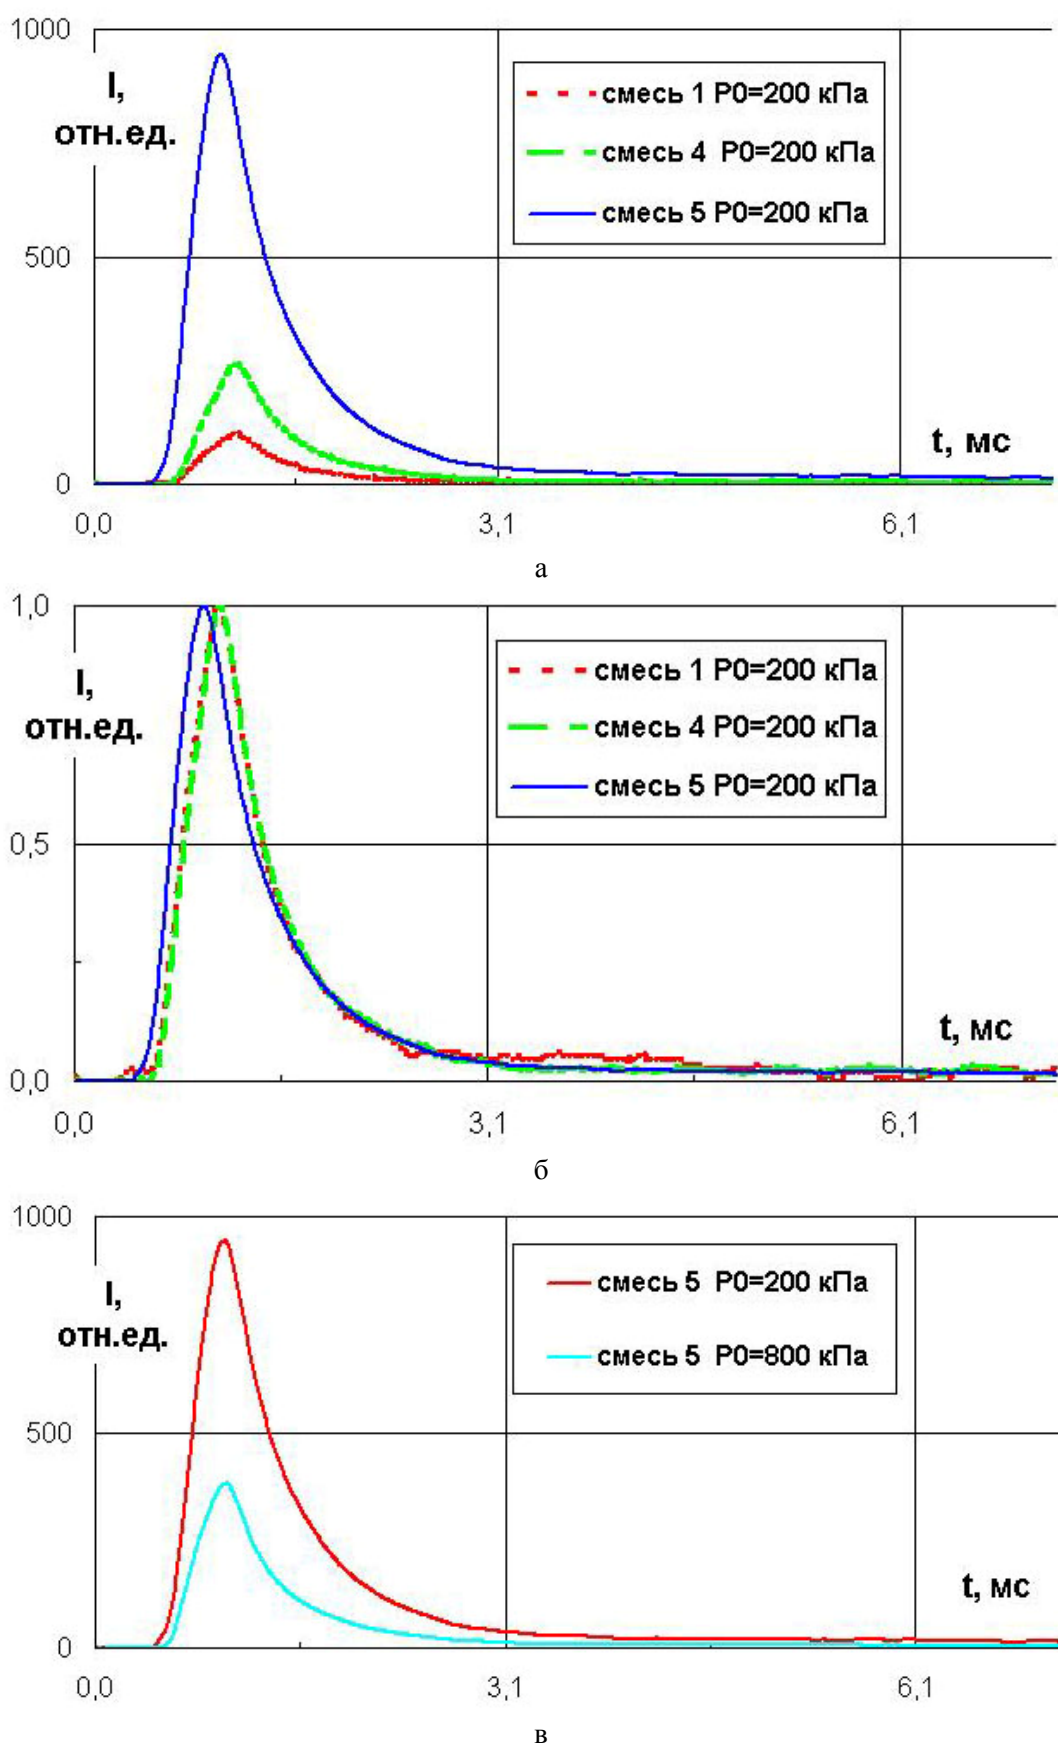 1000
I,
отн.ед.
смесь 1 P0=200 кПа
смесь 4 P0=200 кПа
смесь 5 P0=200 кПа
500
t, мс
0
0,0
3,1
6,1
а
1,0
I,
отн.ед.
смесь 1 P0=200 кПа
смесь 4 P0=200 кПа
смесь 5 P0=200 кПа
0,5
t, мс
0,0
0,0
3,1
6,1
б
1000
I,
отн.ед.
смесь 5 P0=200 кПа
смесь 5 P0=800 кПа
500
t, мс
0
0,0
3,1
6,1
в